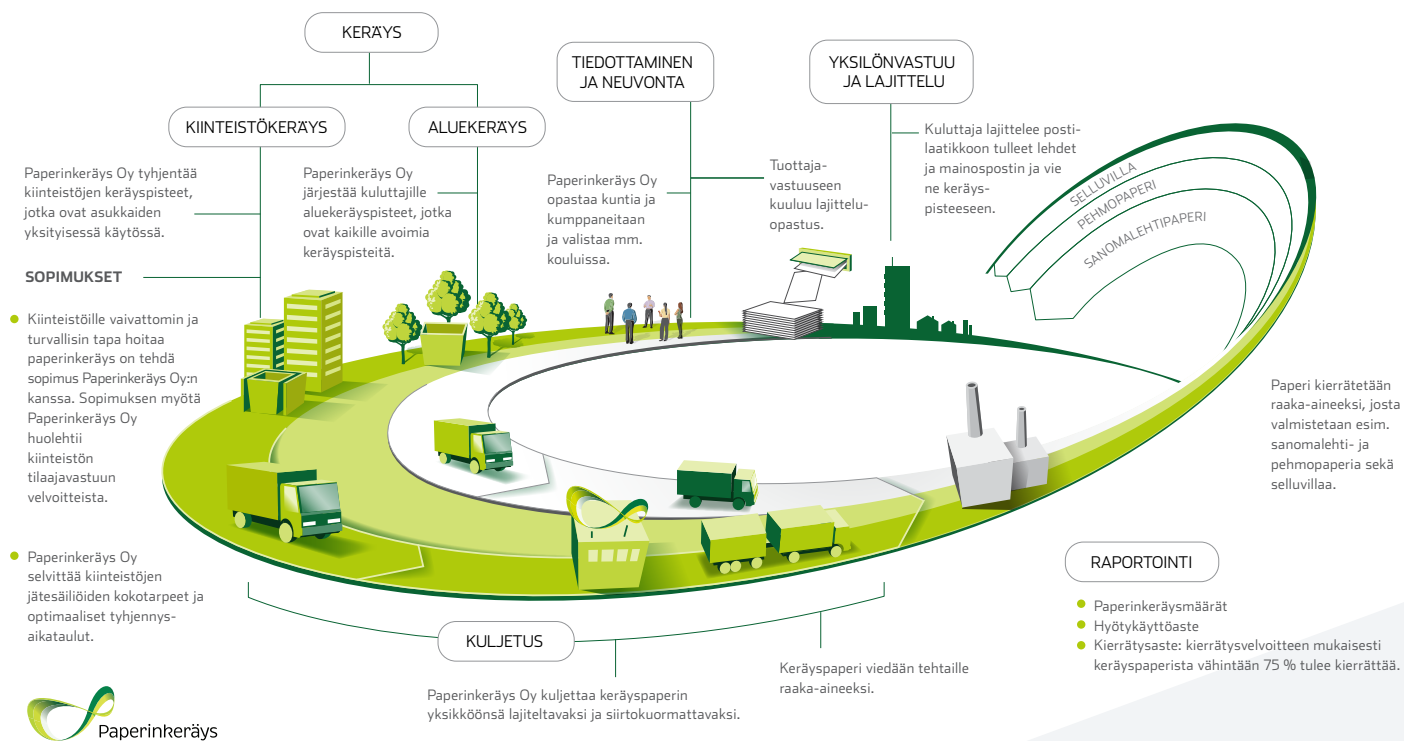 KERÄYS
KIINTEISTÖKERÄYS
Paperinkeräys Oy tyhjentää
kiinteistöjen keräyspisteet,
jotka ovat asukkaiden
yksityisessä käytössä.
SOPIMUKSET
Kiinteistöille vaivattomin ja
turvallisin tapa hoitaa
paperinkeräys on tehdä
sopimus Paperinkeräys Oy:n
kanssa. Sopimuksen myötä
Paperinkeräys Oy
huolehtii
kiinteistön
tilaajavastuun
velvoitteista.
Paperinkeräys Oy
selvittää kiinteistöjen
jätesäiliöiden kokotarpeet ja
optimaaliset tyhjennys-
aikataulut.
ALUEKERÄYS
Paperinkeräys Oy
järjestää kuluttajille
aluekeräyspisteet, jotka
ovat kaikille avoimia
keräyspisteitä.
TIEDOTTAMINEN
JA NEUVONTA
Paperinkeräys Oy
opastaa kuntia ja
kumppaneitaan
ja valistaa mm.
kouluissa.
Tuottaja-
vastuuseen
kuuluu lajittelu-
opastus.
YKSILÖNVASTUU
JA LAJITTELU
Kuluttaja lajittelee posti-
laatikkoon tulleet lehdet
ja mainospostin ja vie
ne keräys-
pisteeseen.
SELLUVILLA
PEHMOPAPERI
SANOMALEHTIPAPERI
Paperi kierrätetään
raaka-aineeksi, josta
valmistetaan esim.
sanomalehti- ja
pehmopaperia sekä
selluvillaa.
KULJETUS
Paperinkeräys Oy kuljettaa keräyspaperin
yksikköönsä lajiteltavaksi ja siirtokuormattavaksi.
Keräyspaperi viedään tehtaille
raaka-aineeksi.
RAPORTOINTI
Paperinkeräysmäärät
Hyötykäyttöaste
Kierrätysaste: kierrätysvelvoitteen mukaisesti
keräyspaperista vähintään 75 % tulee kierrättää.
Paperinkeräys